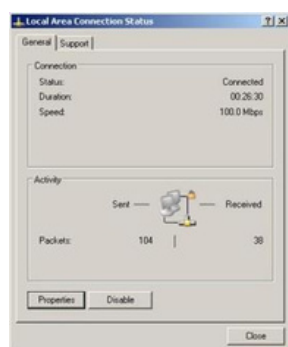 Local Area Connection Status
General Support
Connection
Status: Connected
Duration: 00:26:30
Speed: 100.0 Mbps
Activity
Sent — — Received
Packets: 104 | 38
Properties Disable
Close